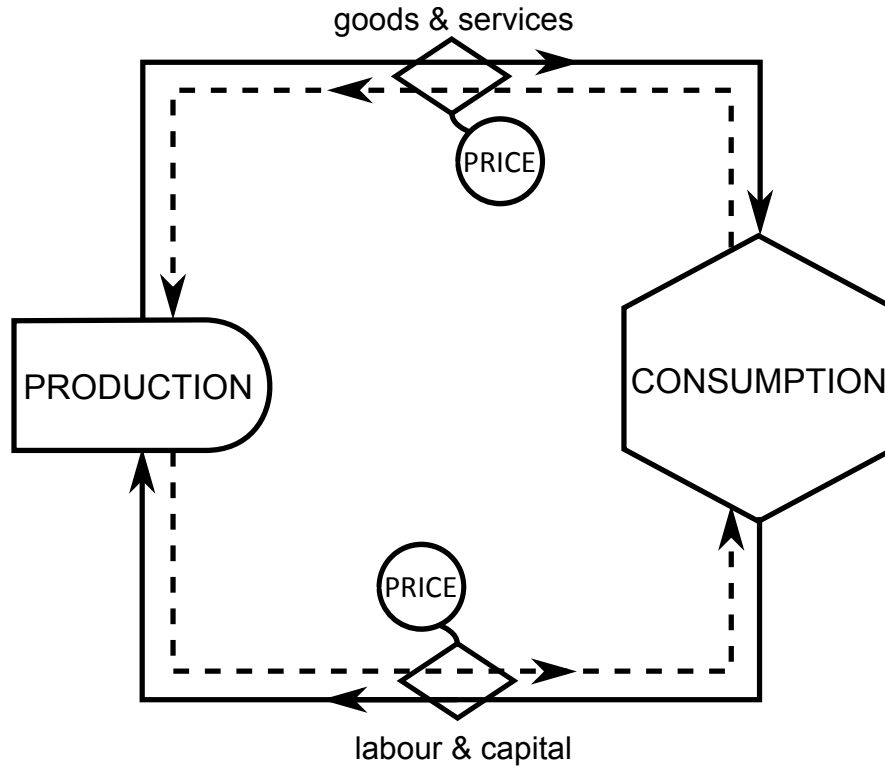 goods & services
PRICE
PRODUCTION
CONSUMPTION
PRICE
labour & capital